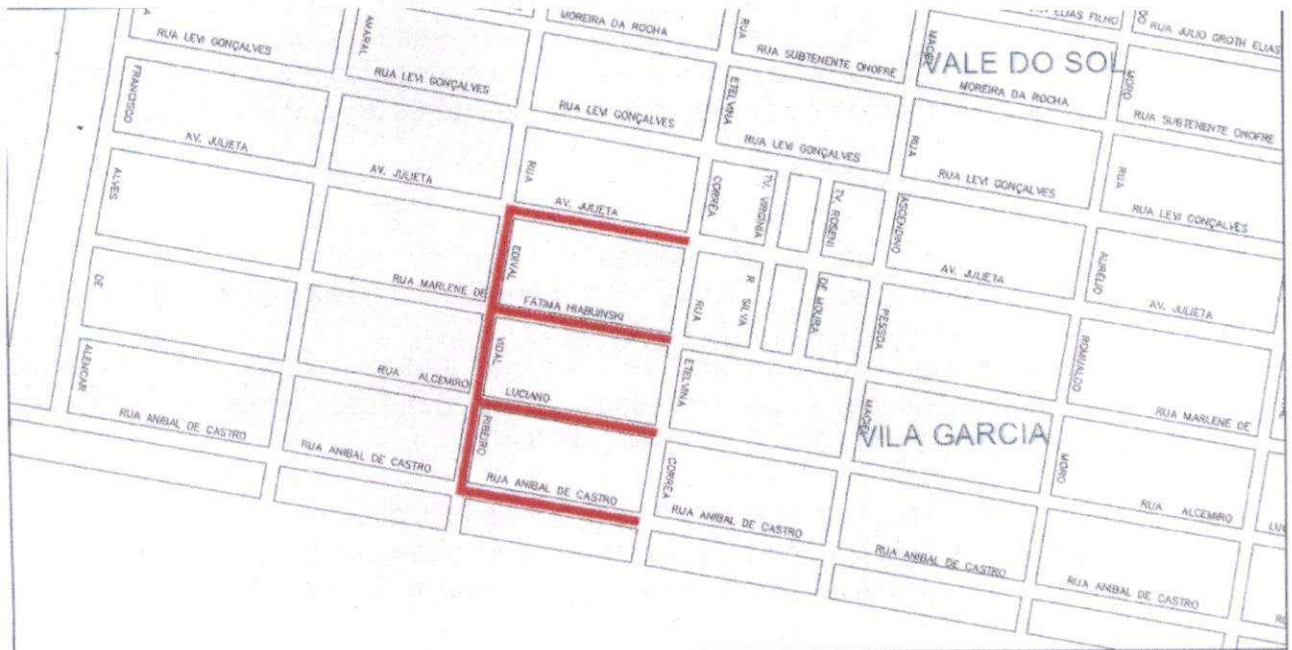 MOREIRA DA ROCHA
RUA
ELIAS FILHO
RUA JULIO GROTH ELIAS
RUA LEVI GONÇALVES
AMARAL
RUA SUBTENENTE ONOFRE
MACIEL
VALE DO SOL
MORO
FRANCISCO
RUA LEVI GONÇALVES
ETELVINA
MOREIRA DA ROCHA
RUA LEVI GONÇALVES
RUA SUBTENENTE ONOFRE
AV. JULIETA
RUA LEVI GONÇALVES
RUA
AV. JULIETA
RUA
RUA LEVI GONÇALVES
RUA
ALVES
CORREA
TV. VIRGINIA
TV. ROSENI
RUA LEVI GONÇALVES
AV. JULIETA
ASCENDINO
EDIVAL
AV. JULIETA
AURELIO
DE
RUA MARLENE DE
R SILVA
DE MOURA
AV. JULIETA
FATIMA HIABUINSKI
RUA
PESSOA
VIDAL
ROMUALDO
ALENCAR
RUA ALCEMIRO
LUCIANO
ETELVINA
MACIEL
RUA MARLENE DE
RUA ANIBAL DE CASTRO
RIBEIRO
VILA GARCIA
RUA ANIBAL DE CASTRO
CORREA
MORO
RUA ANIBAL DE CASTRO
RUA ALCEMIRO
RUA ANIBAL DE CASTRO
RUA ANIBAL DE CASTRO
RUA ANIBAL DE CASTRO